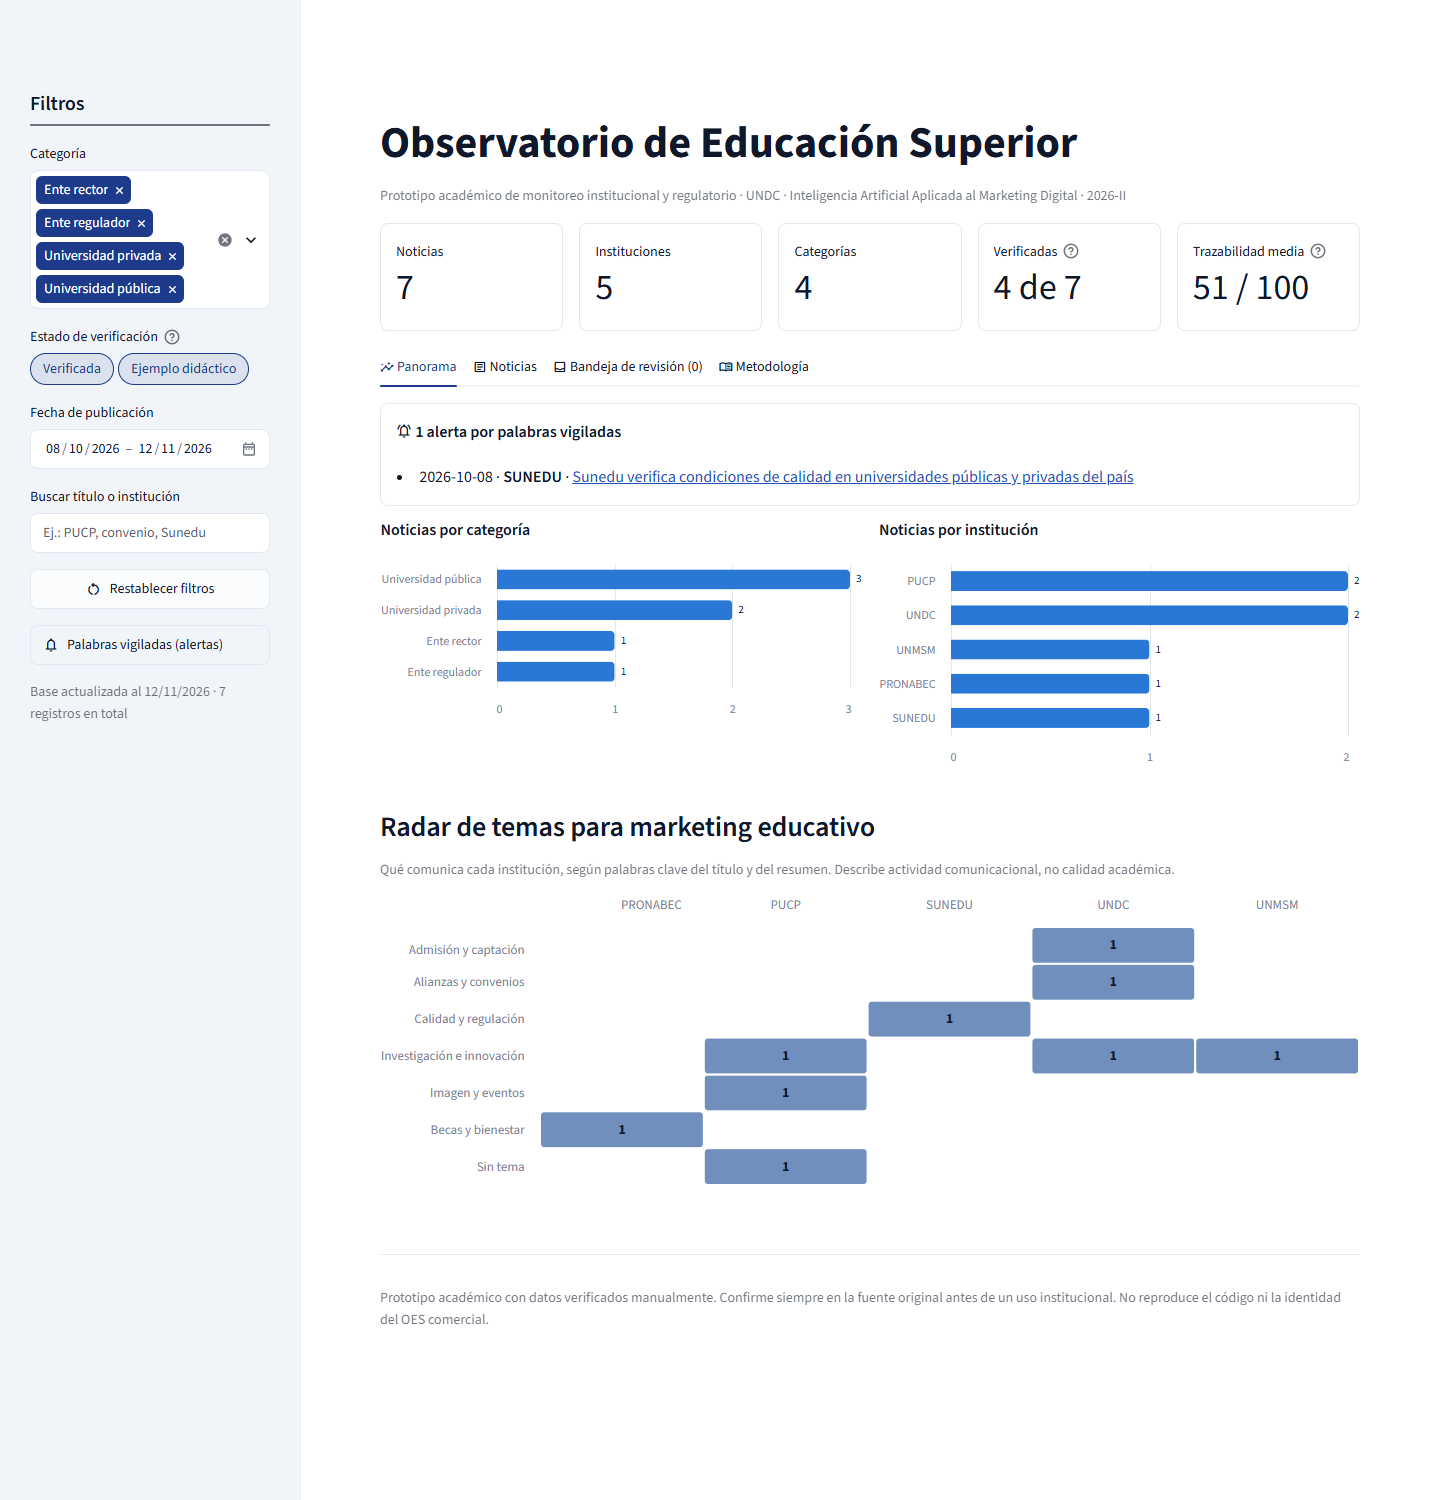 Filtros
Categoría
Ente rector
Ente regulador
Universidad privada
Universidad pública
Estado de verificación
Verificada
Ejemplo didáctico
Fecha de publicación
08 / 10 / 2026 – 12 / 11 / 2026
Buscar título o institución
Ej.: PUCP, convenio, Sunedu
Restablecer filtros
Palabras vigiladas (alertas)
Base actualizada al 12/11/2026 · 7
registros en total
Observatorio de Educación Superior
Prototipo académico de monitoreo institucional y regulatorio · UNDC · Inteligencia Artificial Aplicada al Marketing Digital · 2026-II
Noticias
7
Instituciones
5
Categorías
4
Verificadas
4 de 7
Trazabilidad media
51 / 100
Panorama
Noticias
Bandeja de revisión (0)
Metodología
1 alerta por palabras vigiladas
• 2026-10-08 · SUNEDU · Sunedu verifica condiciones de calidad en universidades públicas y privadas del país
Noticias por categoría
Universidad pública 3
Universidad privada 2
Ente rector 1
Ente regulador 1
0 1 2 3
Noticias por institución
PUCP 2
UNDC 2
UNMSM 1
PRONABEC 1
SUNEDU 1
0 1 2
Radar de temas para marketing educativo
Qué comunica cada institución, según palabras clave del título y del resumen. Describe actividad comunicacional, no calidad académica.
PRONABEC PUCP SUNEDU UNDC UNMSM
Admisión y captación 1
Alianzas y convenios 1
Calidad y regulación 1
Investigación e innovación 1 1 1
Imagen y eventos 1
Becas y bienestar 1
Sin tema 1
Prototipo académico con datos verificados manualmente. Confirme siempre en la fuente original antes de un uso institucional. No reproduce el código ni la identidad
del OES comercial.